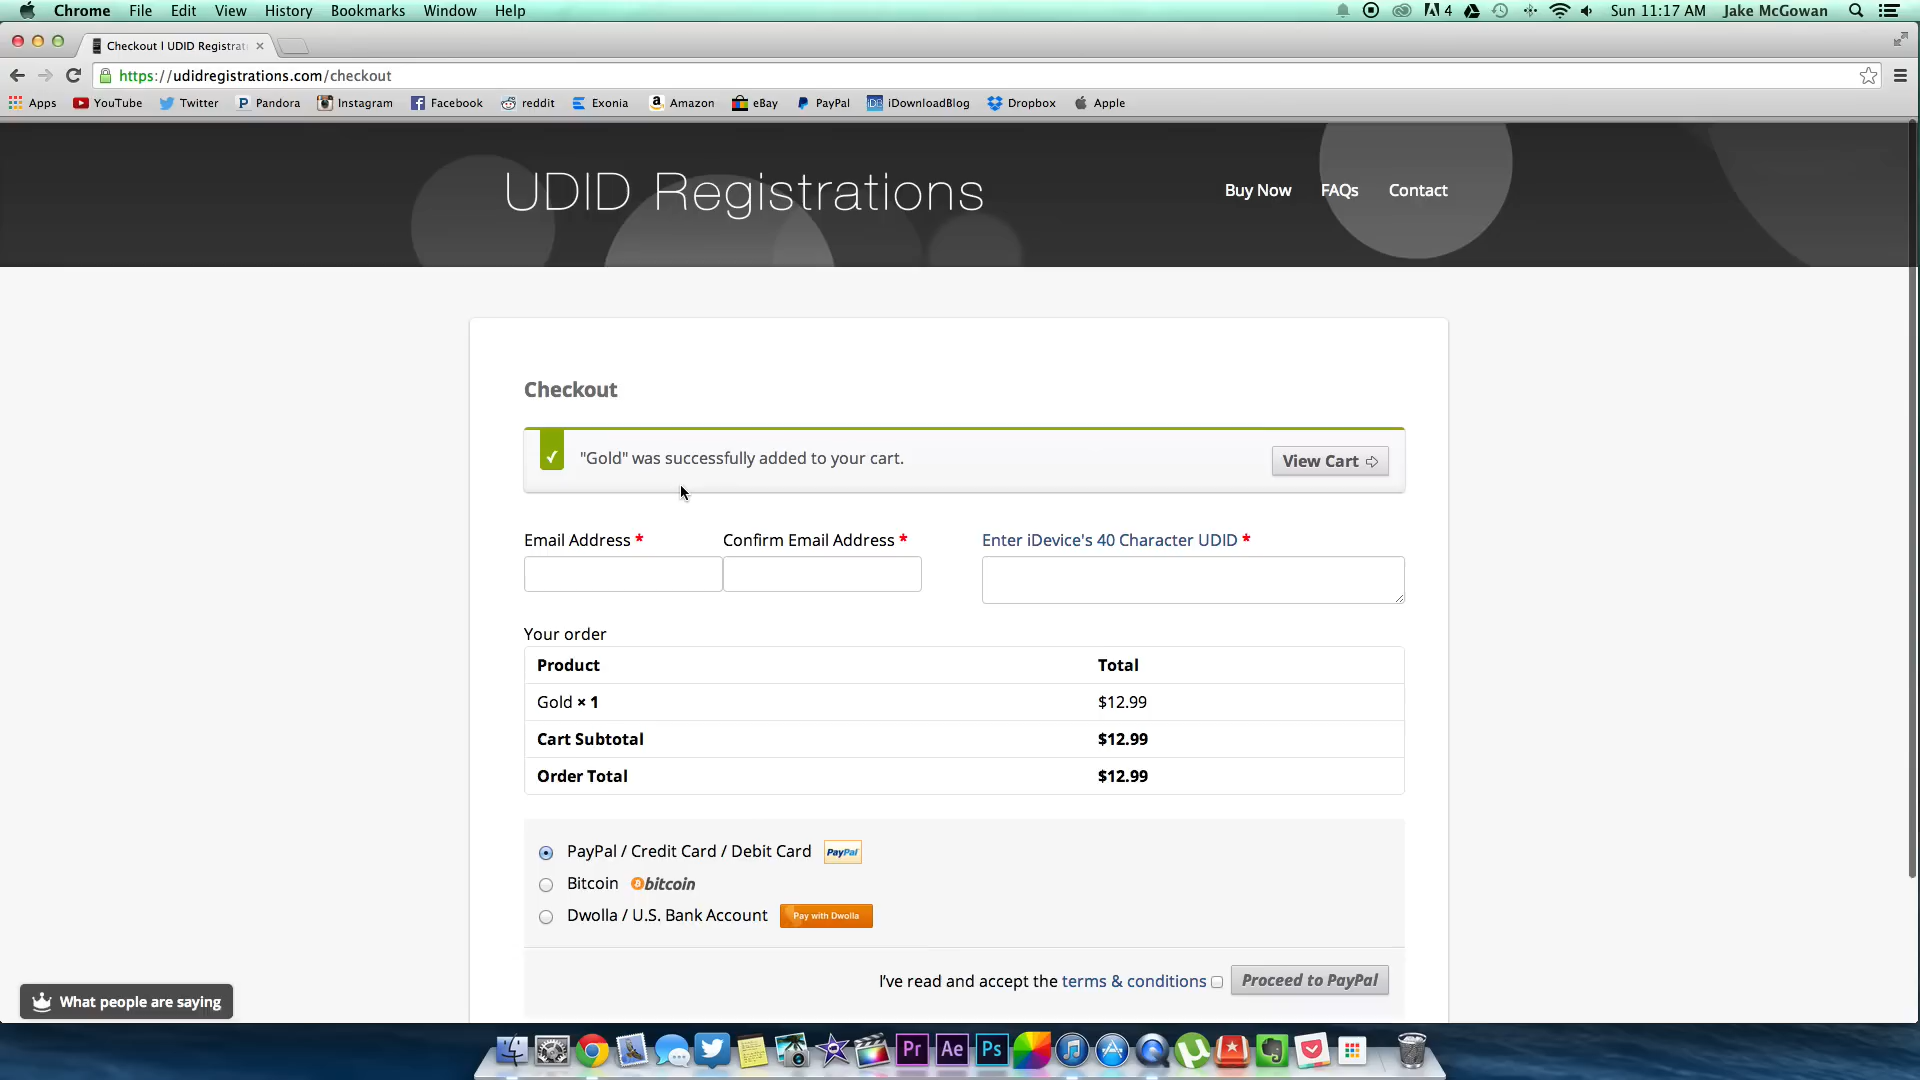 Chrome File Edit View History Bookmarks Window Help 4 Sun 11:17 AM Jake McGowan
Checkout | UDID Registrat
https://udidregistrations.com/checkout
Apps YouTube Twitter Pandora Instagram Facebook reddit Exonia Amazon eBay PayPal iDownloadBlog Dropbox Apple
UDID Registrations
Buy Now FAQs Contact
Checkout
"Gold" was successfully added to your cart.
View Cart
Email Address * Confirm Email Address * Enter iDevice's 40 Character UDID *
Your order
Product Total
Gold × 1 $12.99
Cart Subtotal $12.99
Order Total $12.99
PayPal / Credit Card / Debit Card PayPal
Bitcoin bitcoin
Dwolla / U.S. Bank Account Pay with Dwolla
I've read and accept the terms & conditions Proceed to PayPal
What people are saying
Pr Ae Ps